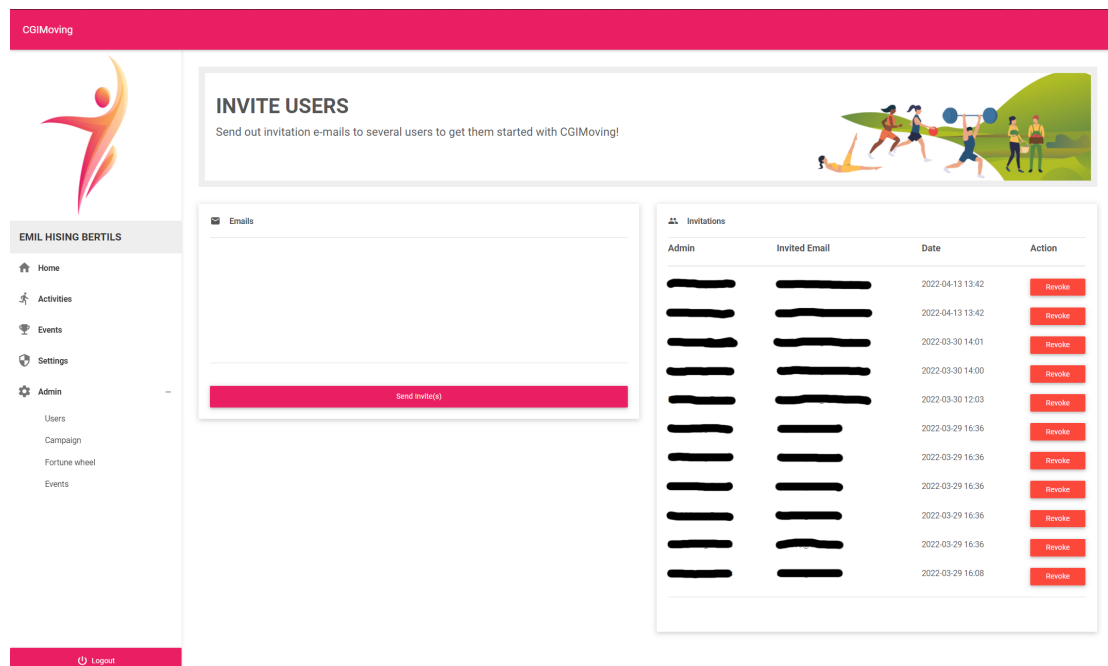 CGIMoving
INVITE USERS
Send out invitation e-mails to several users to get them started with CGIMoving!
EMIL HISING BERTILS
Home
Activities
Events
Settings
Admin –
Users
Campaign
Fortune wheel
Events
Logout
Emails
Send Invite(s)
Invitations
Admin Invited Email Date Action
2022-04-13 13:42 Revoke
2022-04-13 13:42 Revoke
2022-03-30 14:01 Revoke
2022-03-30 14:00 Revoke
2022-03-30 12:03 Revoke
2022-03-29 16:36 Revoke
2022-03-29 16:36 Revoke
2022-03-29 16:36 Revoke
2022-03-29 16:36 Revoke
2022-03-29 16:36 Revoke
2022-03-29 16:08 Revoke